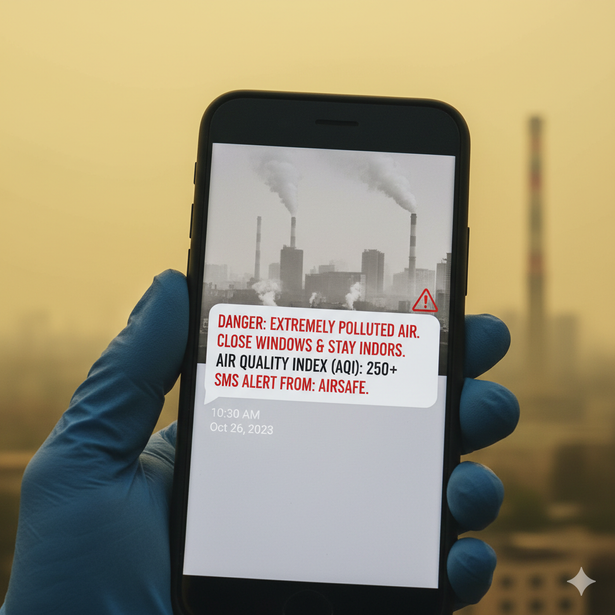 DANGER: EXTREMELY POLLUTED AIR.
CLOSE WINDOWS & STAY INDORS.
AIR QUALITY INDEX (AQI): 250+
SMS ALERT FROM: AIRSAFE.
10:30 AM
Oct 26, 2023